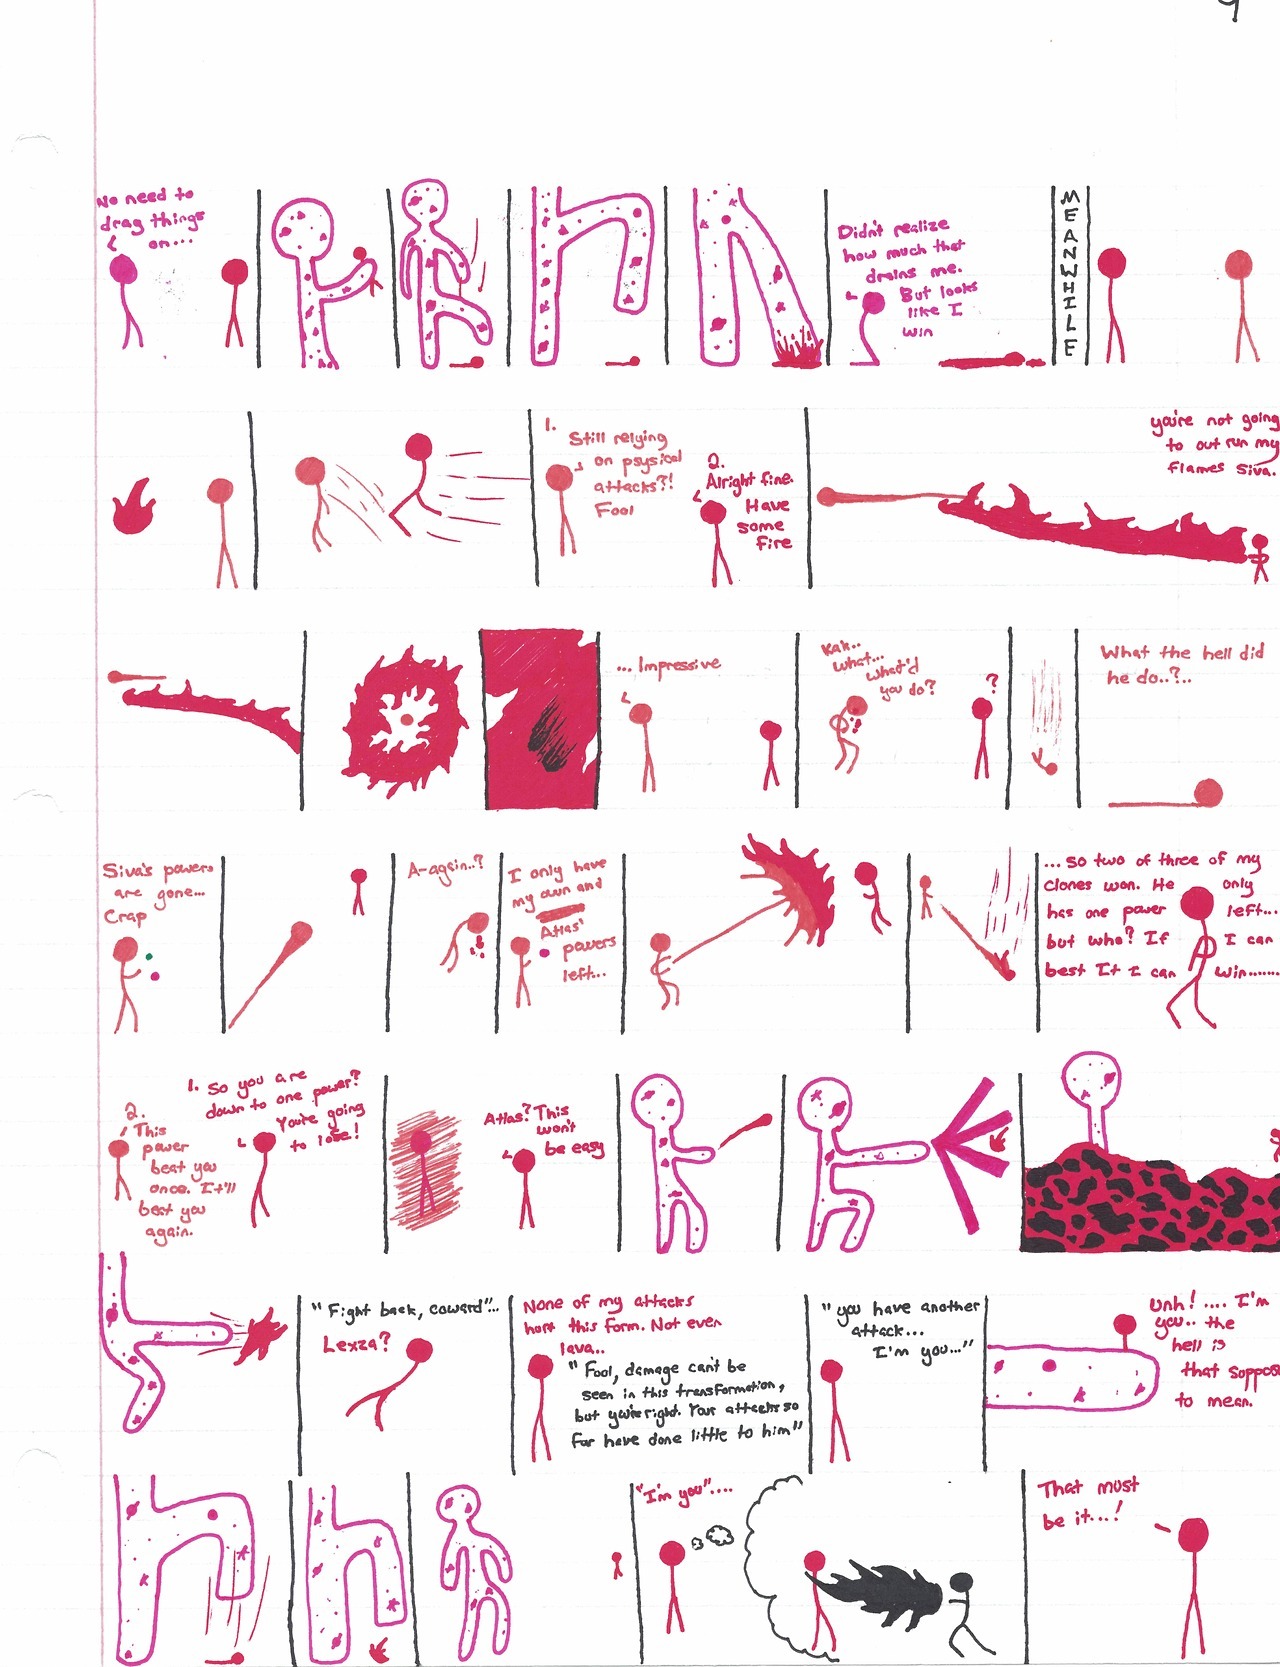 9
No need to
drag things
on...
Didn't realize
how much that
drains me.
But looks
like I
win
MEANWHILE
1.
Still relying
on psysical
attacks?!
Fool
2.
Alright fine.
Have
some
fire
you're not going
to out run my
flames Siva.
... Impressive
Kah..
what...
what'd
you do?
?
What the hell did
he do..?..
Siva's powers
are gone...
Crap
A-again..?
I only have
my own and
Atlas'
powers
left...
...so two of three of my
clones won. He only
has one power left...
but who? If I can
best It I can win.......
1. So you are
down to one power?
You're going
to lose!
2.
This
power
beat you
once. It'll
beat you
again.
Atlas? This
won't
be easy
"Fight back, coward"...
Lexza?
None of my attacks
hurt this form. Not even
lava..
"Fool, damage can't be
seen in this transformation,
but you're right. Your attacks so
far have done little to him"
"you have another
attack...
I'm you..."
Unh! .... I'm
you.. the
hell is
that suppose
to mean.
"I'm you"....
That must
be it...!